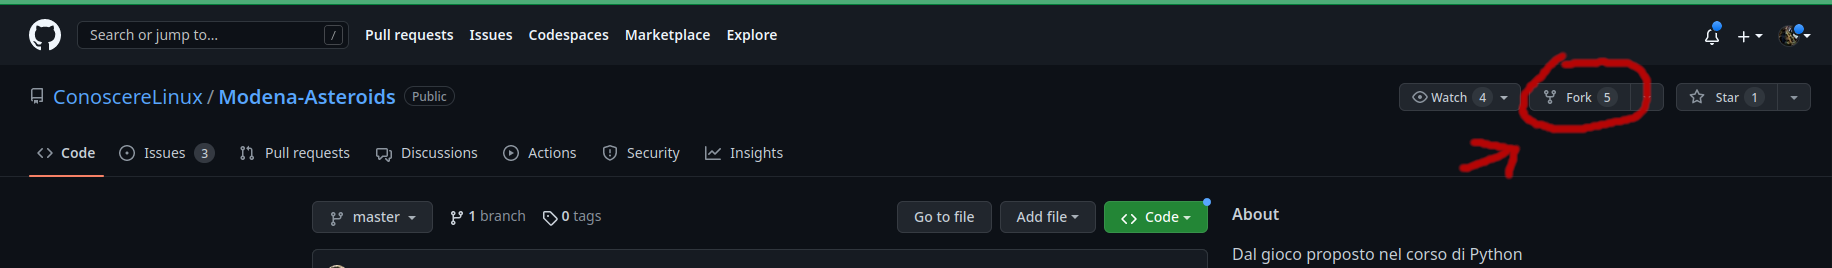 Search or jump to... / Pull requests Issues Codespaces Marketplace Explore
ConoscereLinux / Modena-Asteroids Public Watch 4 Fork 5 Star 1
Code Issues 3 Pull requests Discussions Actions Security Insights
master 1 branch 0 tags Go to file Add file Code About
Dal gioco proposto nel corso di Python